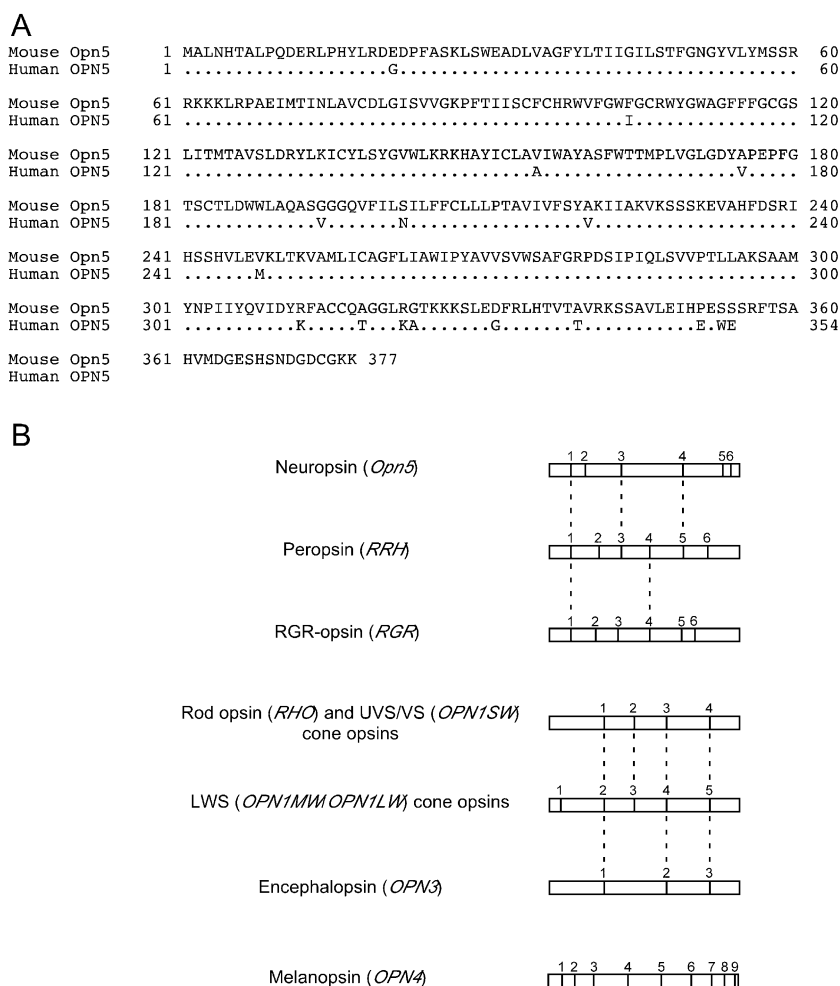 A
Mouse Opn5 1 MALNHTALPQDERLPHYLRDEDPFASKLSWEADLVAGFYLTIIGILSTFGNGYVLYMSSR 60
Human OPN5 1 ....................G....................................... 60
Mouse Opn5 61 RKKKLRPAEIMTINLAVCDLGISVVGKPFTIISCFCHRWVFGWFGCRWYGWAGFFFGCGS 120
Human OPN5 61 ...........................................I................ 120
Mouse Opn5 121 LITMTAVSLDRYLKICYLSYGVWLKRKHAYICLAVIWAYASFWTTMPLVGLGDYAPEPFG 180
Human OPN5 121 ..................................A...................V..... 180
Mouse Opn5 181 TSCTLDWWLAQASGGGQVFILSILFFCLLLPTAVIVFSYAKIIAKVKSSSKEVAHFDSRI 240
Human OPN5 181 .............V.......N.................V.................... 240
Mouse Opn5 241 HSSHVLEVKLTKVAMLICAGFLIAWIPYAVVSVWSAFGRPDSIPIQLSVVPTLLAKSAAM 300
Human OPN5 241 .......M.................................................... 300
Mouse Opn5 301 YNPIIYQVIDYRFACCQAGGLRGTKKKSLEDFRLHTVTAVRKSSAVLEIHPESSSRFTSA 360
Human OPN5 301 ...........K.....T...KA.......G.......T...........E.WE 354
Mouse Opn5 361 HVMDGESHSNDGDCGKK 377
Human OPN5
B
Neuropsin (Opn5) 1 2 3 4 5 6
Peropsin (RRH) 1 2 3 4 5 6
RGR-opsin (RGR) 1 2 3 4 5 6
Rod opsin (RHO) and UVS/VS (OPN1SW) 1 2 3 4
cone opsins
LWS (OPN1MW/OPN1LW) cone opsins 1 2 3 4 5
Encephalopsin (OPN3) 1 2 3
Melanopsin (OPN4) 1 2 3 4 5 6 7 8 9